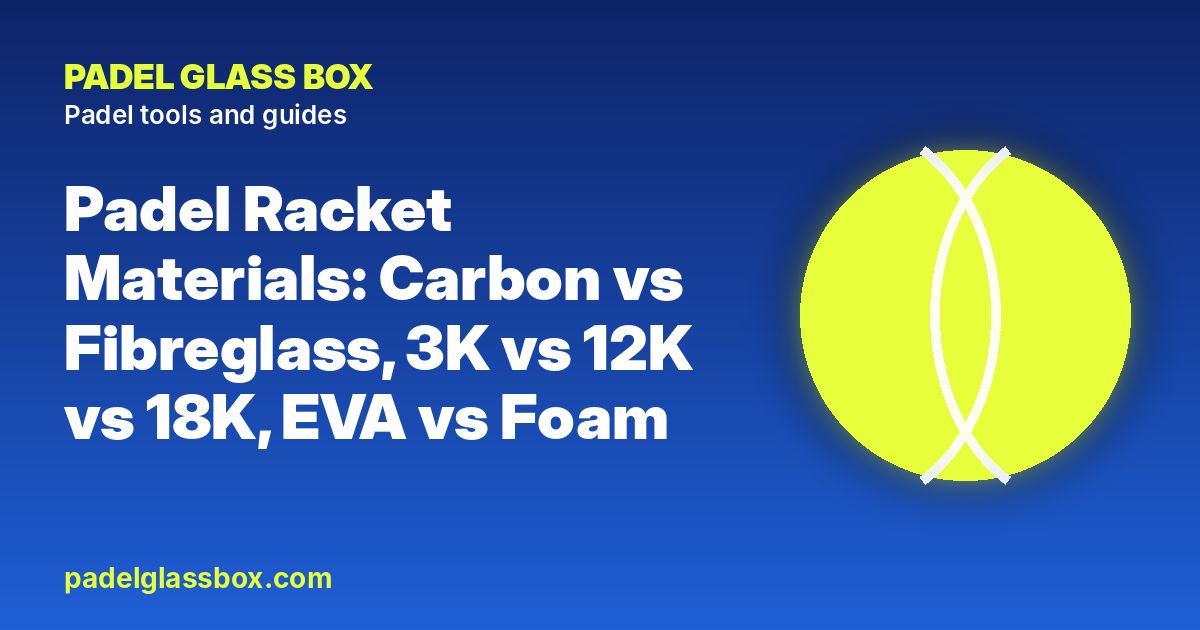 PADEL GLASS BOX
Padel tools and guides
Padel Racket
Materials: Carbon vs
Fibreglass, 3K vs 12K
vs 18K, EVA vs Foam
padelglassbox.com